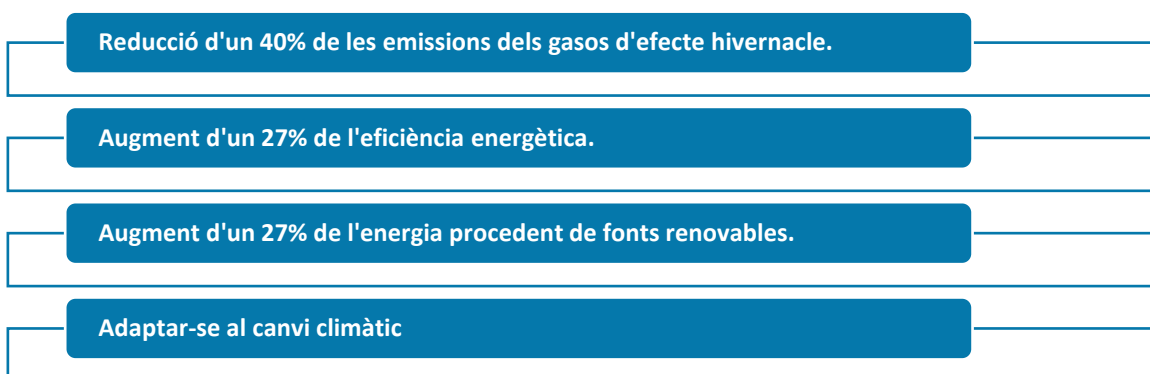 Reducció d'un 40% de les emissions dels gasos d'efecte hivernacle.
Augment d'un 27% de l'eficiència energètica.
Augment d'un 27% de l'energia procedent de fonts renovables.
Adaptar-se al canvi climàtic